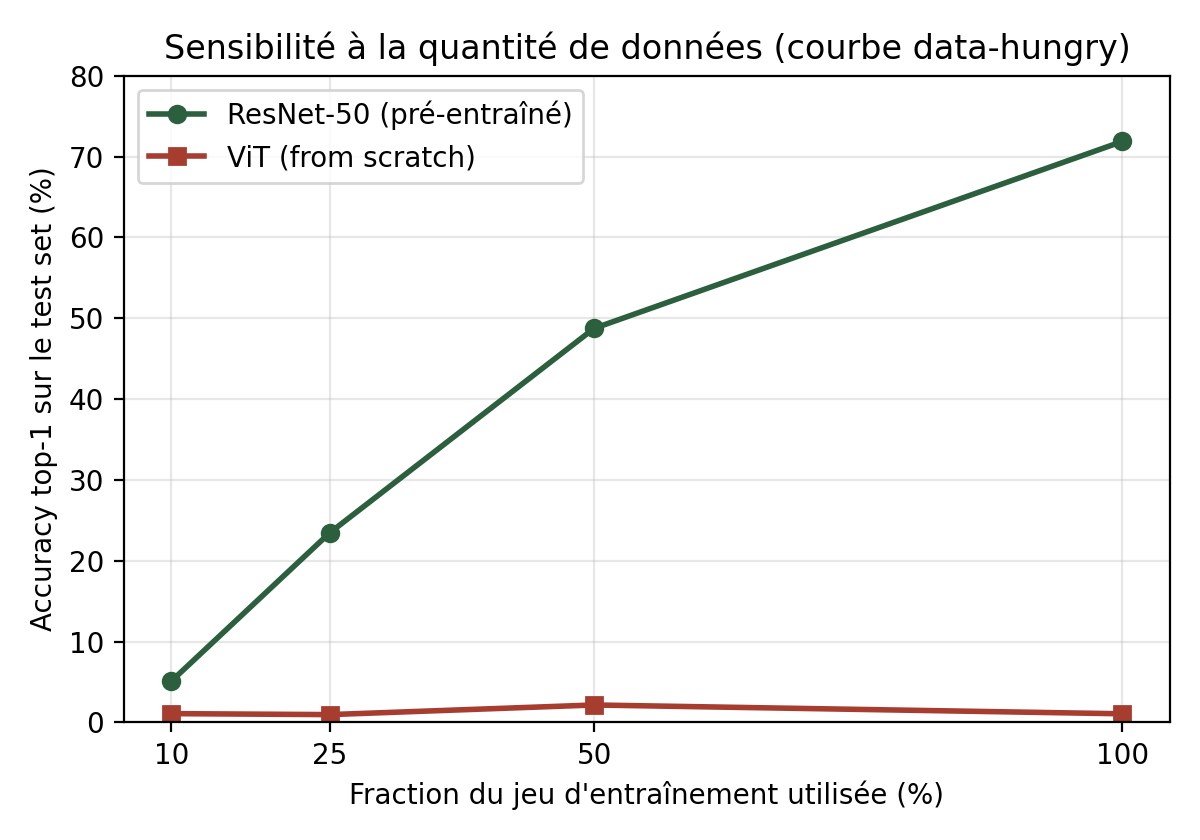 Sensibilité à la quantité de données (courbe data-hungry)
ResNet-50 (pré-entraîné)
ViT (from scratch)
Accuracy top-1 sur le test set (%)
80
70
60
50
40
30
20
10
0
10 25 50 100
Fraction du jeu d'entraînement utilisée (%)